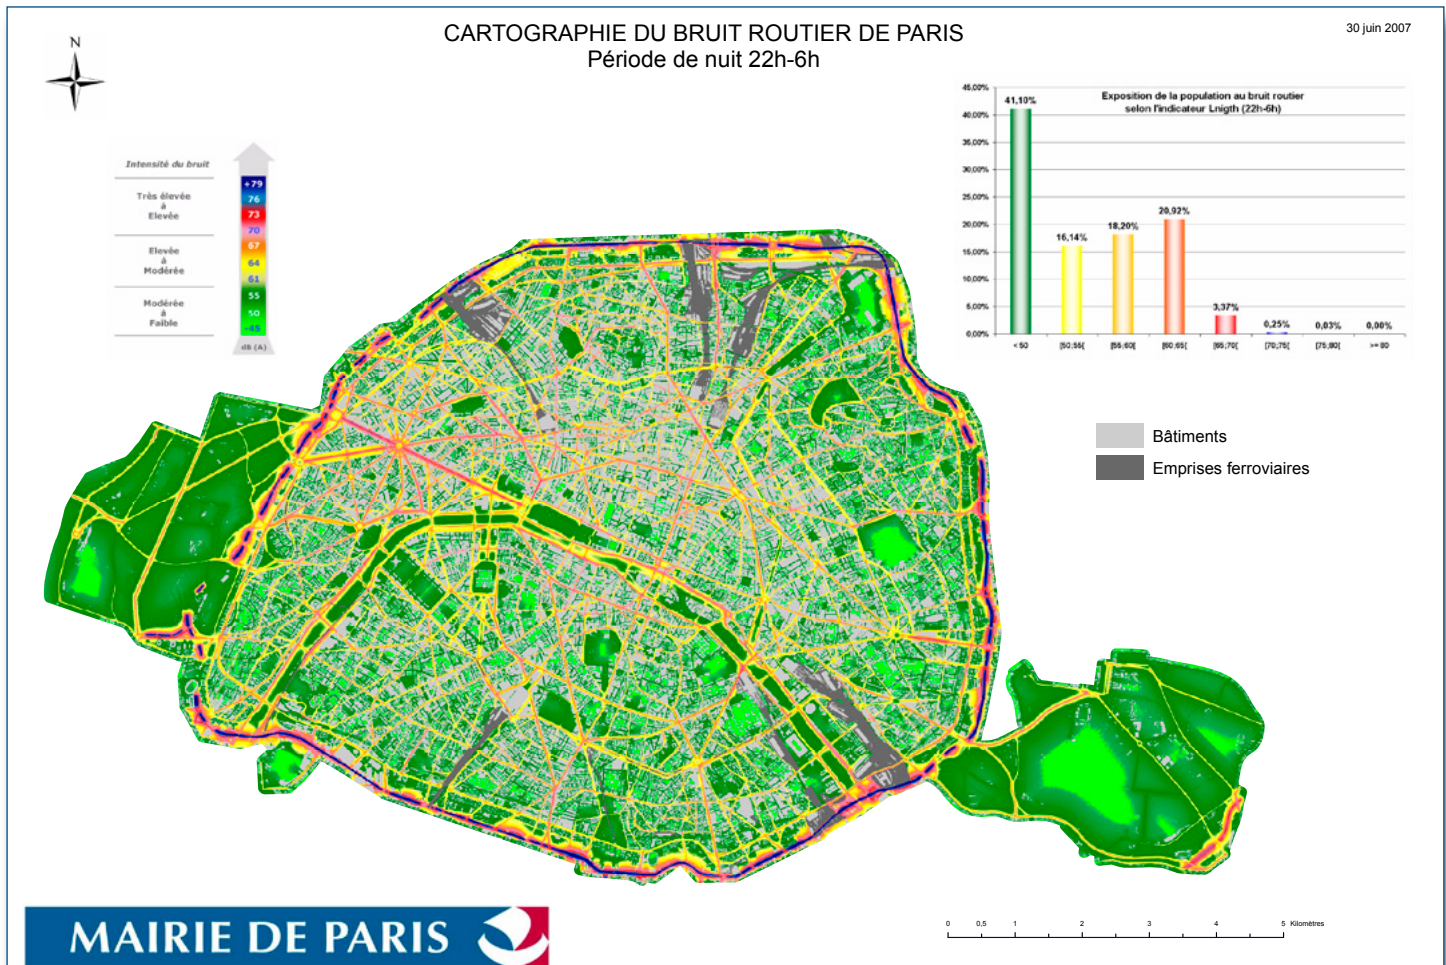 CARTOGRAPHIE DU BRUIT ROUTIER DE PARIS
Période de nuit 22h-6h
30 juin 2007
N
Intensité du bruit
Très élevée
à
Elevée
Elevée
à
Modérée
Modérée
à
Faible
+79
76
73
70
67
64
61
55
50
-45
dB (A)
Exposition de la population au bruit routier
selon l'indicateur Lnigth (22h-6h)
45,00%
40,00%
35,00%
30,00%
25,00%
20,00%
15,00%
10,00%
5,00%
0,00%
41,10%
16,14%
18,20%
20,92%
3,37%
0,25%
0,03%
0,00%
< 50
[50;55[
[55;60[
[60;65[
[65;70[
[70;75[
[75;80[
>= 80
Bâtiments
Emprises ferroviaires
MAIRIE DE PARIS
0 0,5 1 2 3 4 5 Kilomètres